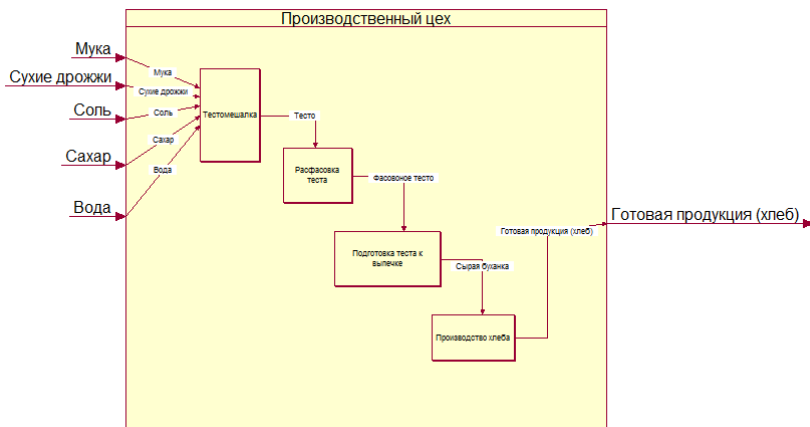 Производственный цех
Мука
Мука
Сухие дрожжи
Сухие дрожжи
Соль
Соль
Тестомешалка
Тесто
Сахар
Сахар
Вода
Вода
Расфасовка
теста
Фасовоное тесто
Готовая продукция (хлеб)
Готовая продукция (хлеб)
Подготовка теста к
выпечке
Сырая буханка
Производство хлеба